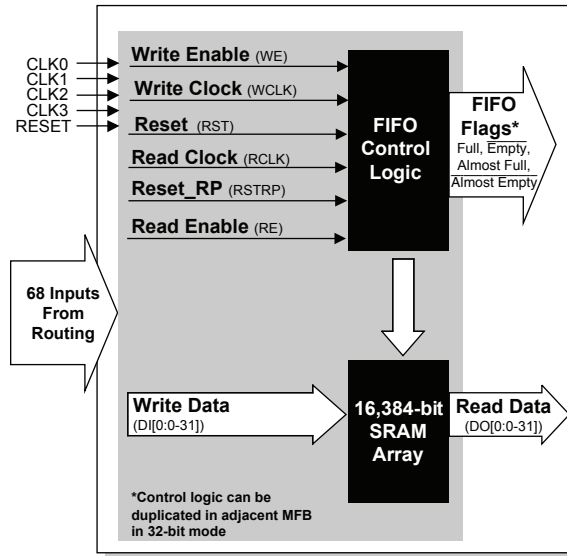 CLK0
CLK1
CLK2
CLK3
RESET
Write Enable (WE)
Write Clock (WCLK)
Reset (RST)
Read Clock (RCLK)
Reset_RP (RSTRP)
Read Enable (RE)
FIFO
Control
Logic
FIFO
Flags*
Full, Empty,
Almost Full,
Almost Empty
68 Inputs
From
Routing
Write Data
(DI[0:0-31])
16,384-bit
SRAM
Array
Read Data
(DO[0:0-31])
*Control logic can be
duplicated in adjacent MFB
in 32-bit mode